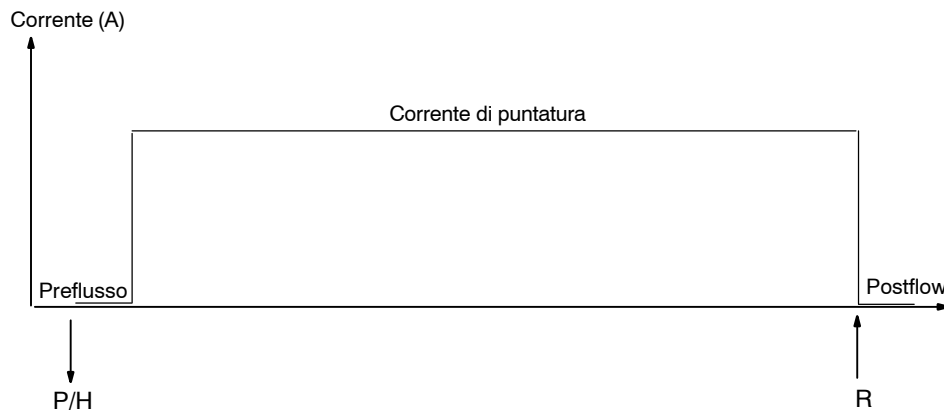 Corrente (A)
Corrente di puntatura
Preflusso
Postflow
P/H
R